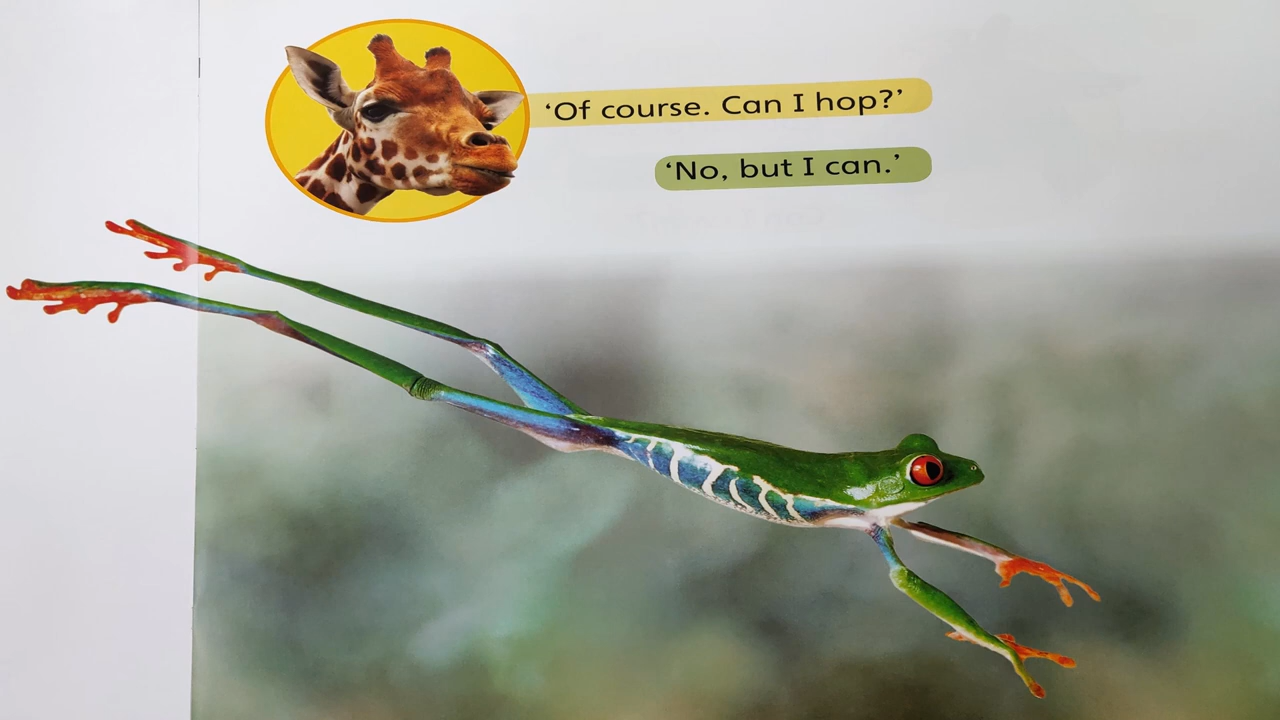 ‘Of course. Can I hop?’
‘No, but I can.’